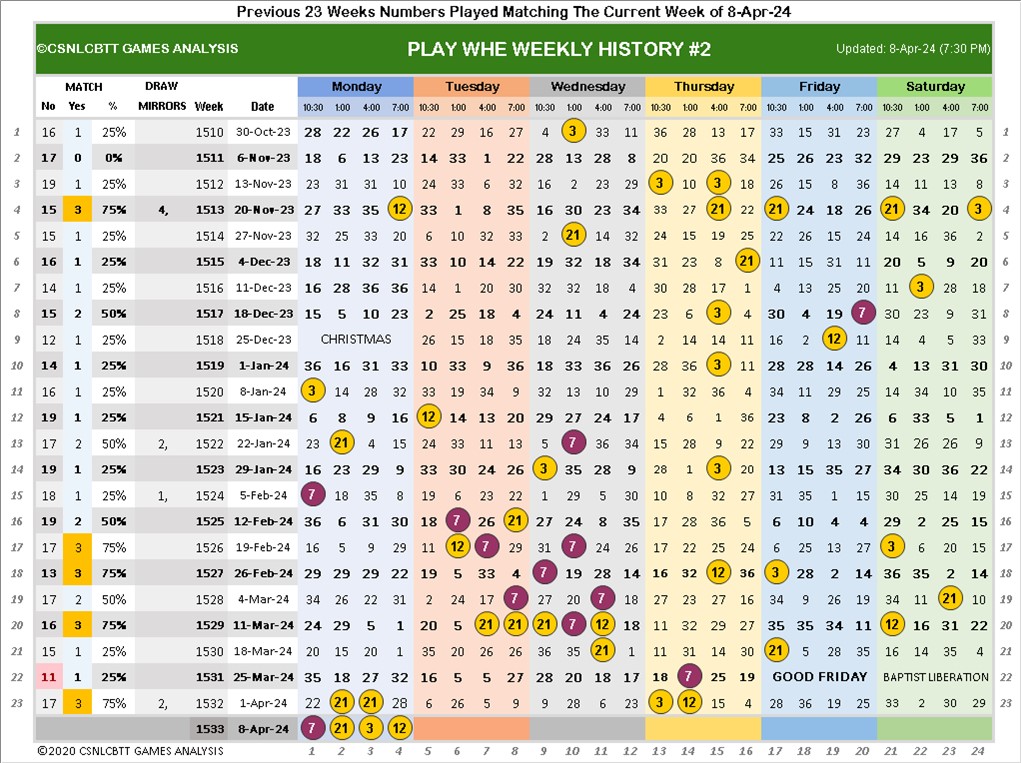 Previous 23 Weeks Numbers Played Matching The Current Week of 8-Apr-24
©CSNLCBTT GAMES ANALYSIS PLAY WHE WEEKLY HISTORY #2 Updated: 8-Apr-24 (7:30 PM)
MATCH DRAW Monday Tuesday Wednesday Thursday Friday Saturday
No Yes % MIRRORS Week Date 10:30 1:00 4:00 7:00 10:30 1:00 4:00 7:00 10:30 1:00 4:00 7:00 10:30 1:00 4:00 7:00 10:30 1:00 4:00 7:00 10:30 1:00 4:00 7:00
1 16 1 25% 1510 30-Oct-23 28 22 26 17 22 29 16 27 4 3 33 11 36 28 13 17 33 15 31 23 27 4 17 5 1
2 17 0 0% 1511 6-Nov-23 18 6 13 23 14 33 1 22 28 13 28 8 20 20 36 34 25 26 23 32 29 23 29 36 2
3 19 1 25% 1512 13-Nov-23 23 31 31 10 24 33 6 32 16 2 23 29 3 10 3 18 26 15 8 36 14 11 13 8 3
4 15 3 75% 4, 1513 20-Nov-23 27 33 35 12 33 1 8 35 16 30 23 34 33 27 21 22 21 24 18 26 21 34 20 3 4
5 15 1 25% 1514 27-Nov-23 32 25 33 20 6 10 32 33 2 21 14 32 24 15 19 25 22 26 15 24 14 16 36 2 5
6 16 1 25% 1515 4-Dec-23 18 11 32 31 33 10 14 22 19 32 18 34 31 23 8 21 11 15 31 11 20 5 9 20 6
7 14 1 25% 1516 11-Dec-23 16 28 36 36 14 1 20 30 32 32 18 4 30 28 17 1 4 13 25 20 11 3 28 18 7
8 15 2 50% 1517 18-Dec-23 15 5 10 23 2 25 18 4 24 11 4 24 23 6 3 4 30 4 19 7 30 23 9 31 8
9 12 1 25% 1518 25-Dec-23 CHRISTMAS 26 15 18 35 18 24 35 14 2 14 14 11 16 2 12 11 14 4 5 33 9
10 14 1 25% 1519 1-Jan-24 36 16 31 33 10 33 9 36 18 33 36 26 28 36 3 11 28 28 14 26 4 13 31 30 10
11 16 1 25% 1520 8-Jan-24 3 14 28 32 33 19 34 9 32 13 10 29 1 32 36 4 34 11 29 25 14 34 10 35 11
12 19 1 25% 1521 15-Jan-24 6 8 9 16 12 14 13 20 29 27 24 17 4 6 1 36 23 8 2 26 6 33 5 1 12
13 17 2 50% 2, 1522 22-Jan-24 23 21 4 15 24 33 11 13 5 7 36 34 15 28 9 22 29 9 13 30 31 26 26 9 13
14 19 1 25% 1523 29-Jan-24 16 23 29 9 33 30 24 26 3 35 28 9 28 1 3 20 13 15 35 27 34 30 36 22 14
15 18 1 25% 1, 1524 5-Feb-24 7 18 35 8 19 6 23 22 1 29 5 30 10 8 32 27 31 35 1 15 30 25 14 19 15
16 19 2 50% 1525 12-Feb-24 36 6 31 30 18 7 26 21 27 24 8 35 17 28 36 5 6 10 4 4 29 2 25 15 16
17 17 3 75% 1526 19-Feb-24 16 5 9 29 11 12 7 29 31 7 24 26 17 22 25 24 6 25 13 27 3 6 20 15 17
18 13 3 75% 1527 26-Feb-24 29 29 29 22 19 5 33 4 7 19 28 14 16 32 12 36 3 28 2 14 36 35 2 14 18
19 17 2 50% 1528 4-Mar-24 34 26 22 31 2 24 17 7 27 20 7 18 27 23 27 16 34 9 26 19 34 11 21 10 19
20 16 3 75% 1529 11-Mar-24 24 29 5 1 20 5 21 21 21 7 12 18 11 32 29 27 35 35 34 11 12 16 31 22 20
21 15 1 25% 1530 18-Mar-24 20 15 20 1 35 20 26 26 36 35 21 1 11 31 14 30 21 5 28 35 16 14 35 4 21
22 11 1 25% 1531 25-Mar-24 35 18 27 32 16 5 5 27 28 20 18 17 18 7 25 19 GOOD FRIDAY BAPTIST LIBERATION 22
23 17 3 75% 2, 1532 1-Apr-24 22 21 21 28 6 26 5 9 9 28 6 23 3 12 15 4 28 36 19 25 33 2 30 29 23
1533 8-Apr-24 7 21 3 12
©2020 CSNLCBTT GAMES ANALYSIS 1 2 3 4 5 6 7 8 9 10 11 12 13 14 15 16 17 18 19 20 21 22 23 24